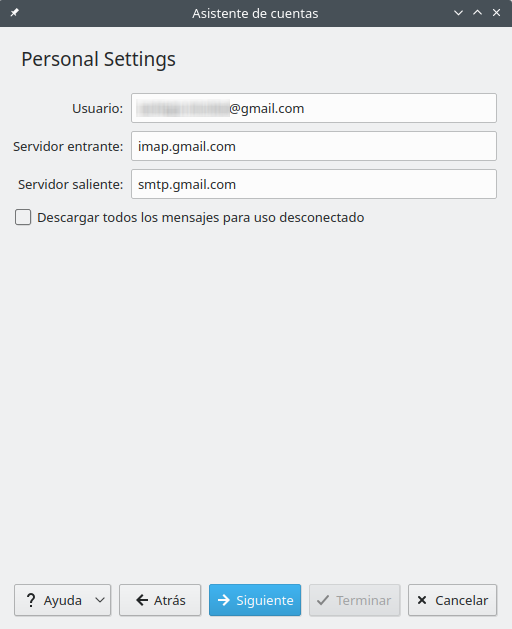 Asistente de cuentas
Personal Settings
Usuario: @gmail.com
Servidor entrante: imap.gmail.com
Servidor saliente: smtp.gmail.com
Descargar todos los mensajes para uso desconectado
? Ayuda Atrás Siguiente Terminar Cancelar